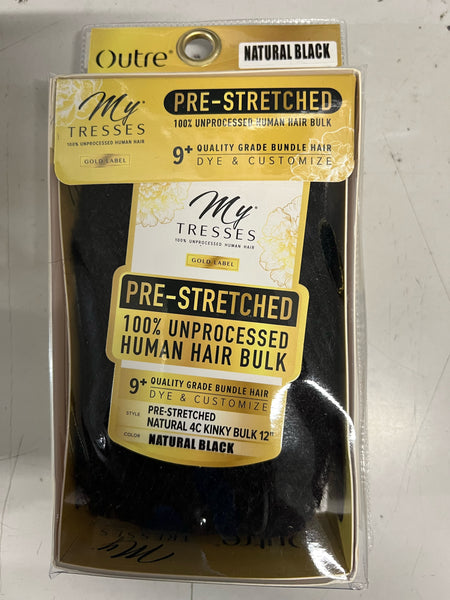 Outre®
NATURAL BLACK
My®
TRESSES
100% UNPROCESSED HUMAN HAIR
GOLD LABEL
PRE-STRETCHED
100% UNPROCESSED HUMAN HAIR BULK
9+ QUALITY GRADE BUNDLE HAIR
DYE & CUSTOMIZE
My®
TRESSES
100% UNPROCESSED HUMAN HAIR
GOLD LABEL
PRE-STRETCHED
100% UNPROCESSED
HUMAN HAIR BULK
9+ QUALITY GRADE BUNDLE HAIR
DYE & CUSTOMIZE
STYLE PRE-STRETCHED
NATURAL 4C KINKY BULK 12"
COLOR NATURAL BLACK
My
TRESSES
Outre